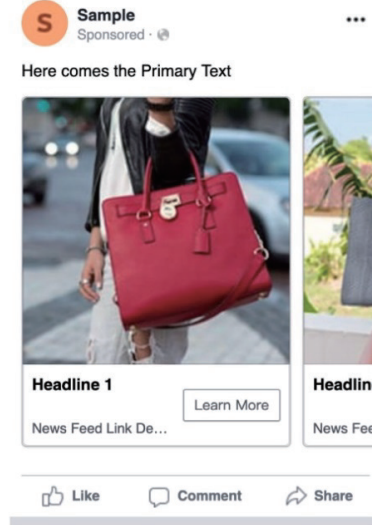 S
Sample
Sponsored ·
Here comes the Primary Text
Headline 1
Learn More
News Feed Link De...
Headlin
News Fee
Like
Comment
Share